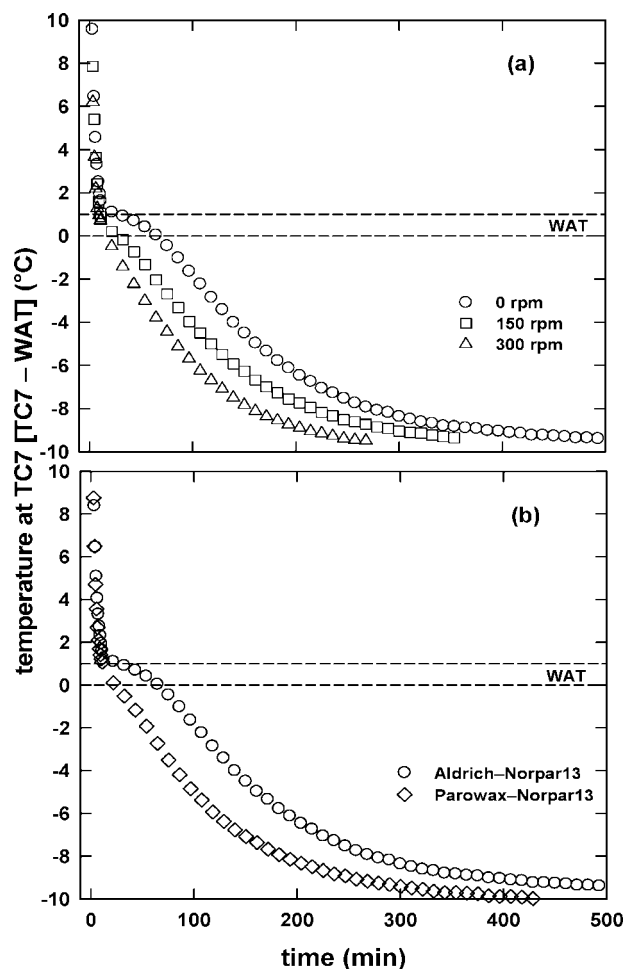 temperature at TC7 [TC7 – WAT] (°C)
10
(a)
8
6
4
2
WAT
0
-2
0 rpm
150 rpm
-4
300 rpm
-6
-8
-10
10
(b)
8
6
4
2
WAT
0
-2
-4
Aldrich–Norpar13
Parowax–Norpar13
-6
-8
-10
0 100 200 300 400 500
time (min)